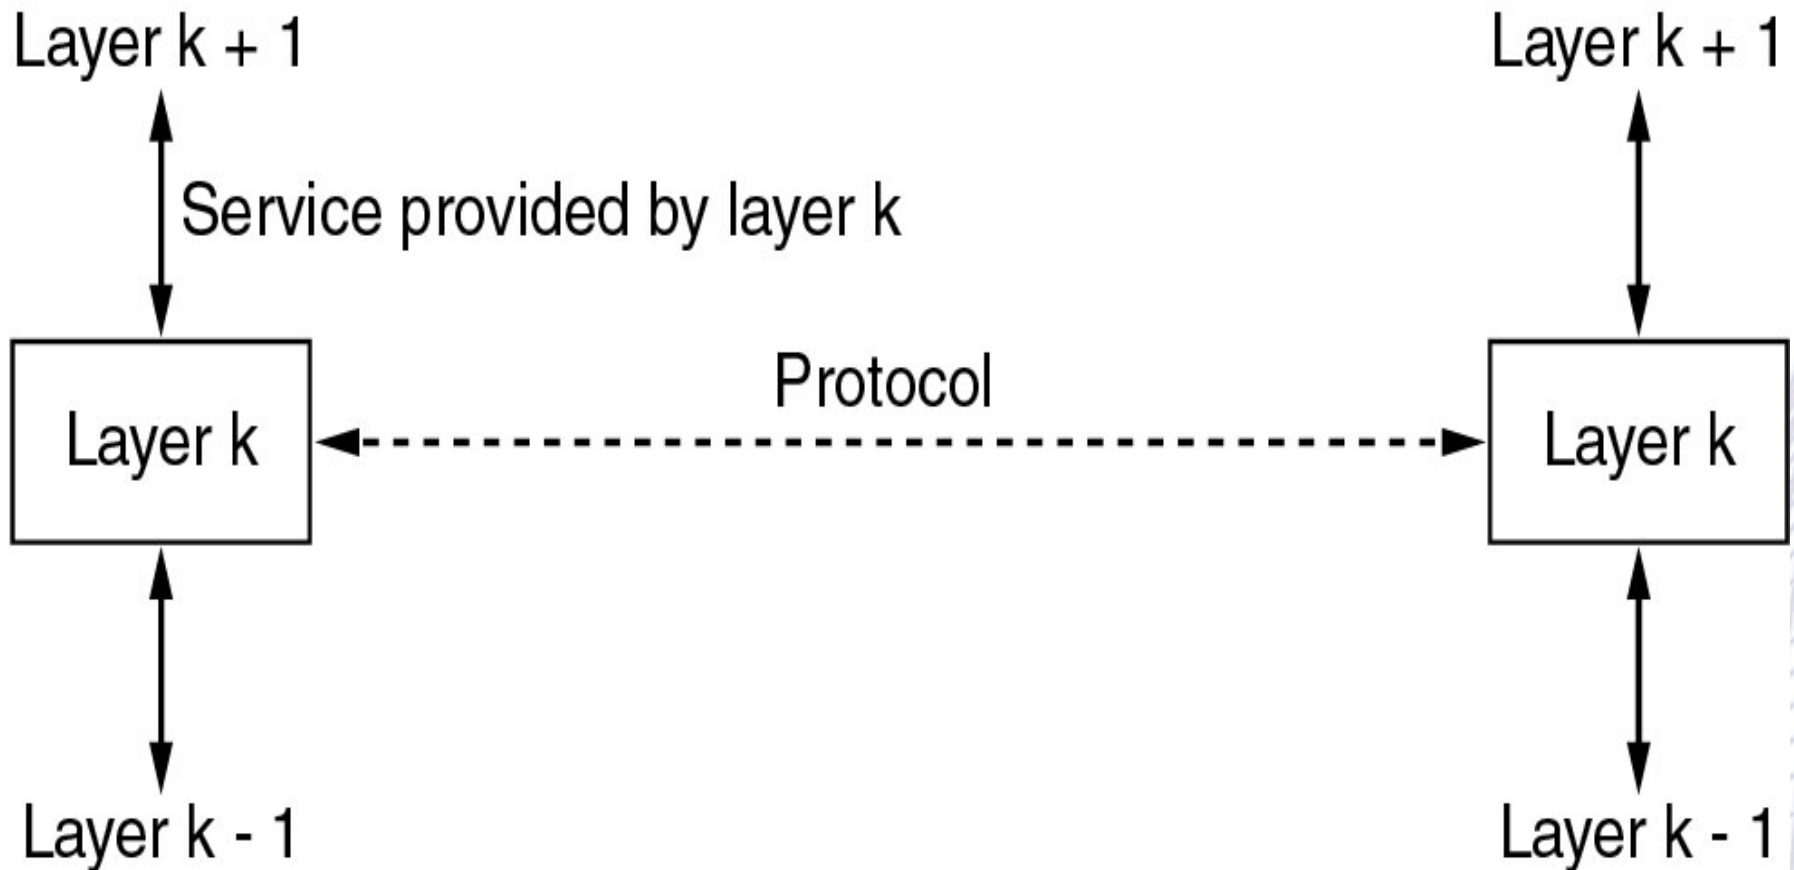 Layer k + 1
Layer k + 1
Service provided by layer k
Protocol
Layer k
Layer k
Layer k - 1
Layer k - 1